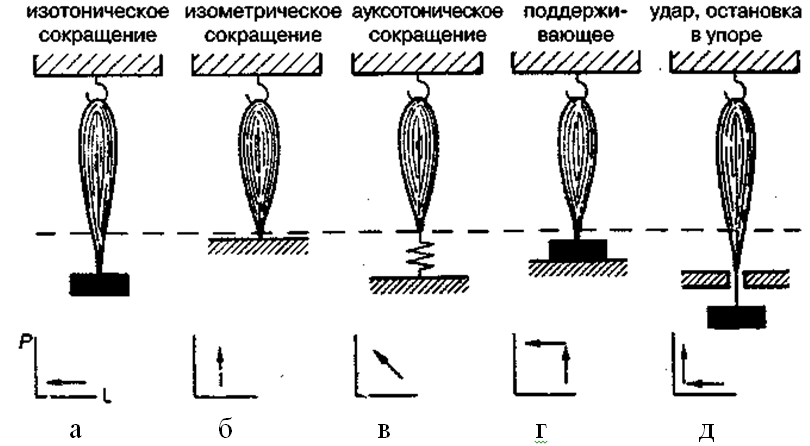 изотоническое
сокращение
изометрическое
сокращение
ауксотоническое
сокращение
поддержи-
вающее
удар, остановка
в упоре
P
L
а
б
в
г
д